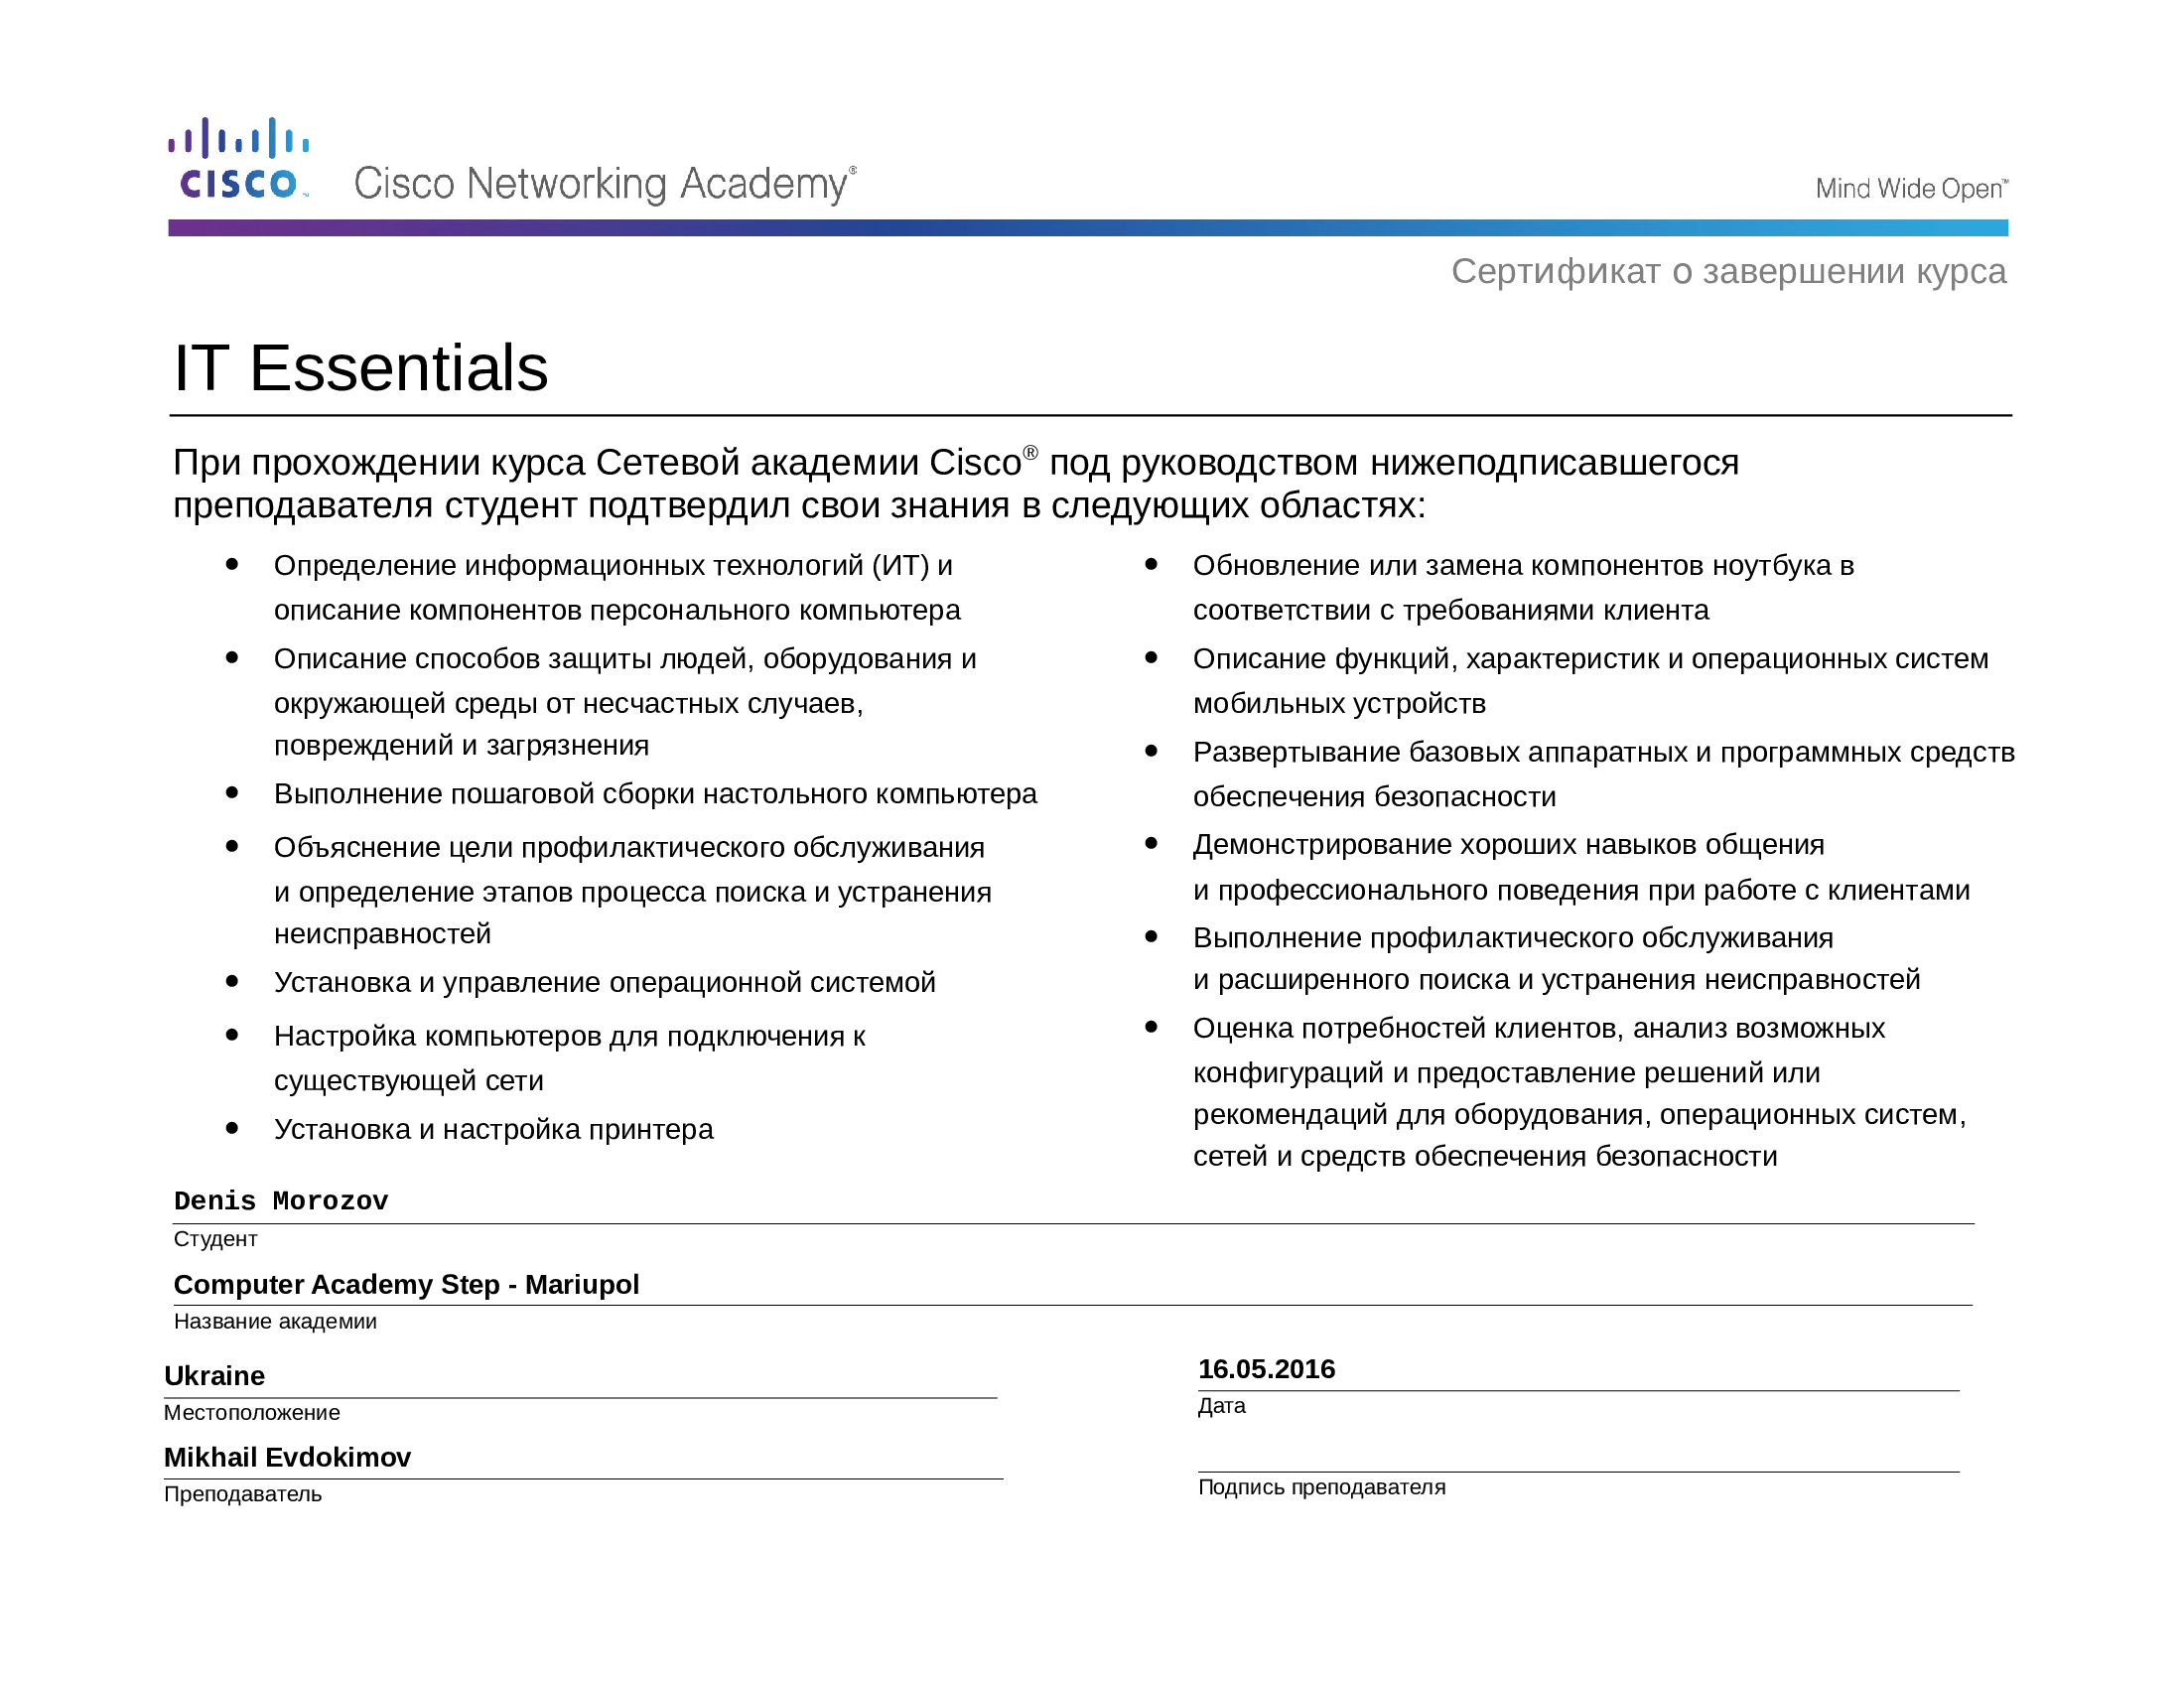 CISCO™ Cisco Networking Academy® Mind Wide Open™
Сертификат о завершении курса
IT Essentials
При прохождении курса Сетевой академии Cisco® под руководством нижеподписавшегося
преподавателя студент подтвердил свои знания в следующих областях:
● Определение информационных технологий (ИТ) и
описание компонентов персонального компьютера
● Описание способов защиты людей, оборудования и
окружающей среды от несчастных случаев,
повреждений и загрязнения
● Выполнение пошаговой сборки настольного компьютера
● Объяснение цели профилактического обслуживания
и определение этапов процесса поиска и устранения
неисправностей
● Установка и управление операционной системой
● Настройка компьютеров для подключения к
существующей сети
● Установка и настройка принтера
● Обновление или замена компонентов ноутбука в
соответствии с требованиями клиента
● Описание функций, характеристик и операционных систем
мобильных устройств
● Развертывание базовых аппаратных и программных средств
обеспечения безопасности
● Демонстрирование хороших навыков общения
и профессионального поведения при работе с клиентами
● Выполнение профилактического обслуживания
и расширенного поиска и устранения неисправностей
● Оценка потребностей клиентов, анализ возможных
конфигураций и предоставление решений или
рекомендаций для оборудования, операционных систем,
сетей и средств обеспечения безопасности
Denis Morozov
Студент
Computer Academy Step - Mariupol
Название академии
Ukraine
Местоположение
16.05.2016
Дата
Mikhail Evdokimov
Преподаватель
Подпись преподавателя